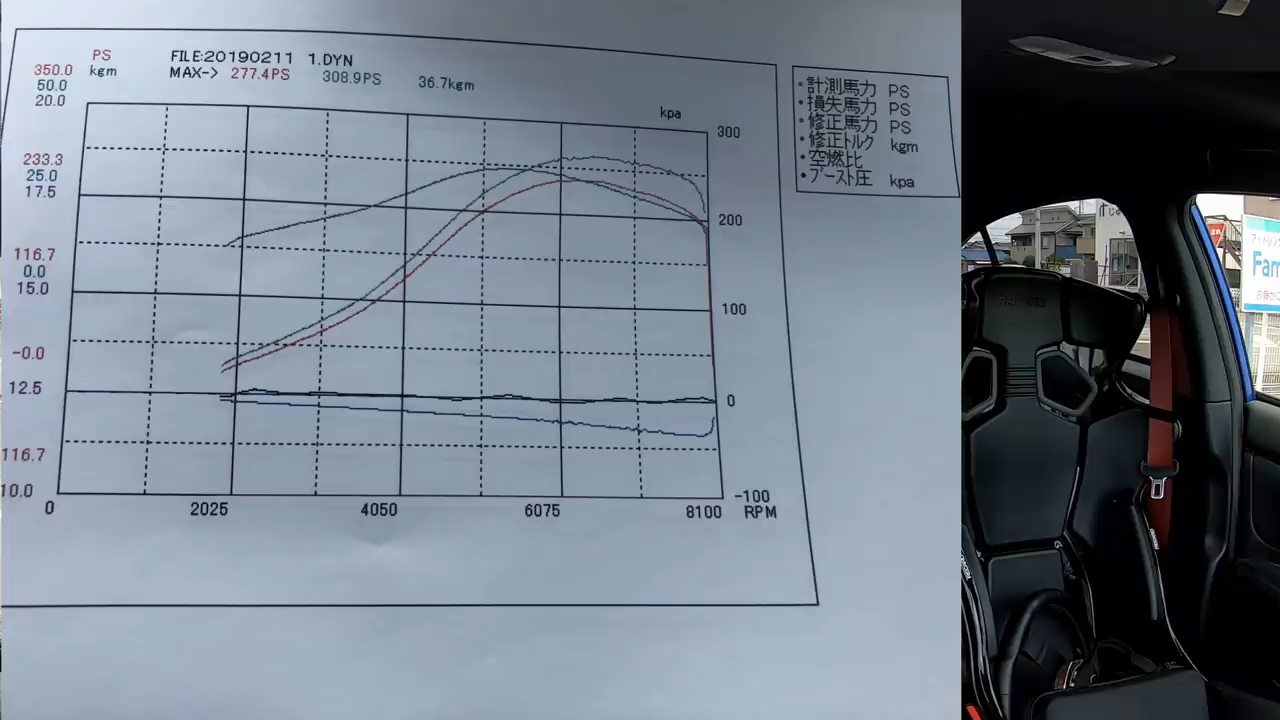 PS
FILE:20190211 1.DYN
350.0 kgm MAX-> 277.4PS 308.9PS 36.7kgm
50.0
20.0
kpa
300
233.3
25.0
17.5
200
116.7
0.0
15.0
100
-0.0
12.5
0
116.7
10.0
-100
0 2025 4050 6075 8100 RPM
・計測馬力 PS
・損失馬力 PS
・修正馬力 PS
・修正トルク kgm
・空燃比
・ブースト圧 kpa
RECARO
Fam